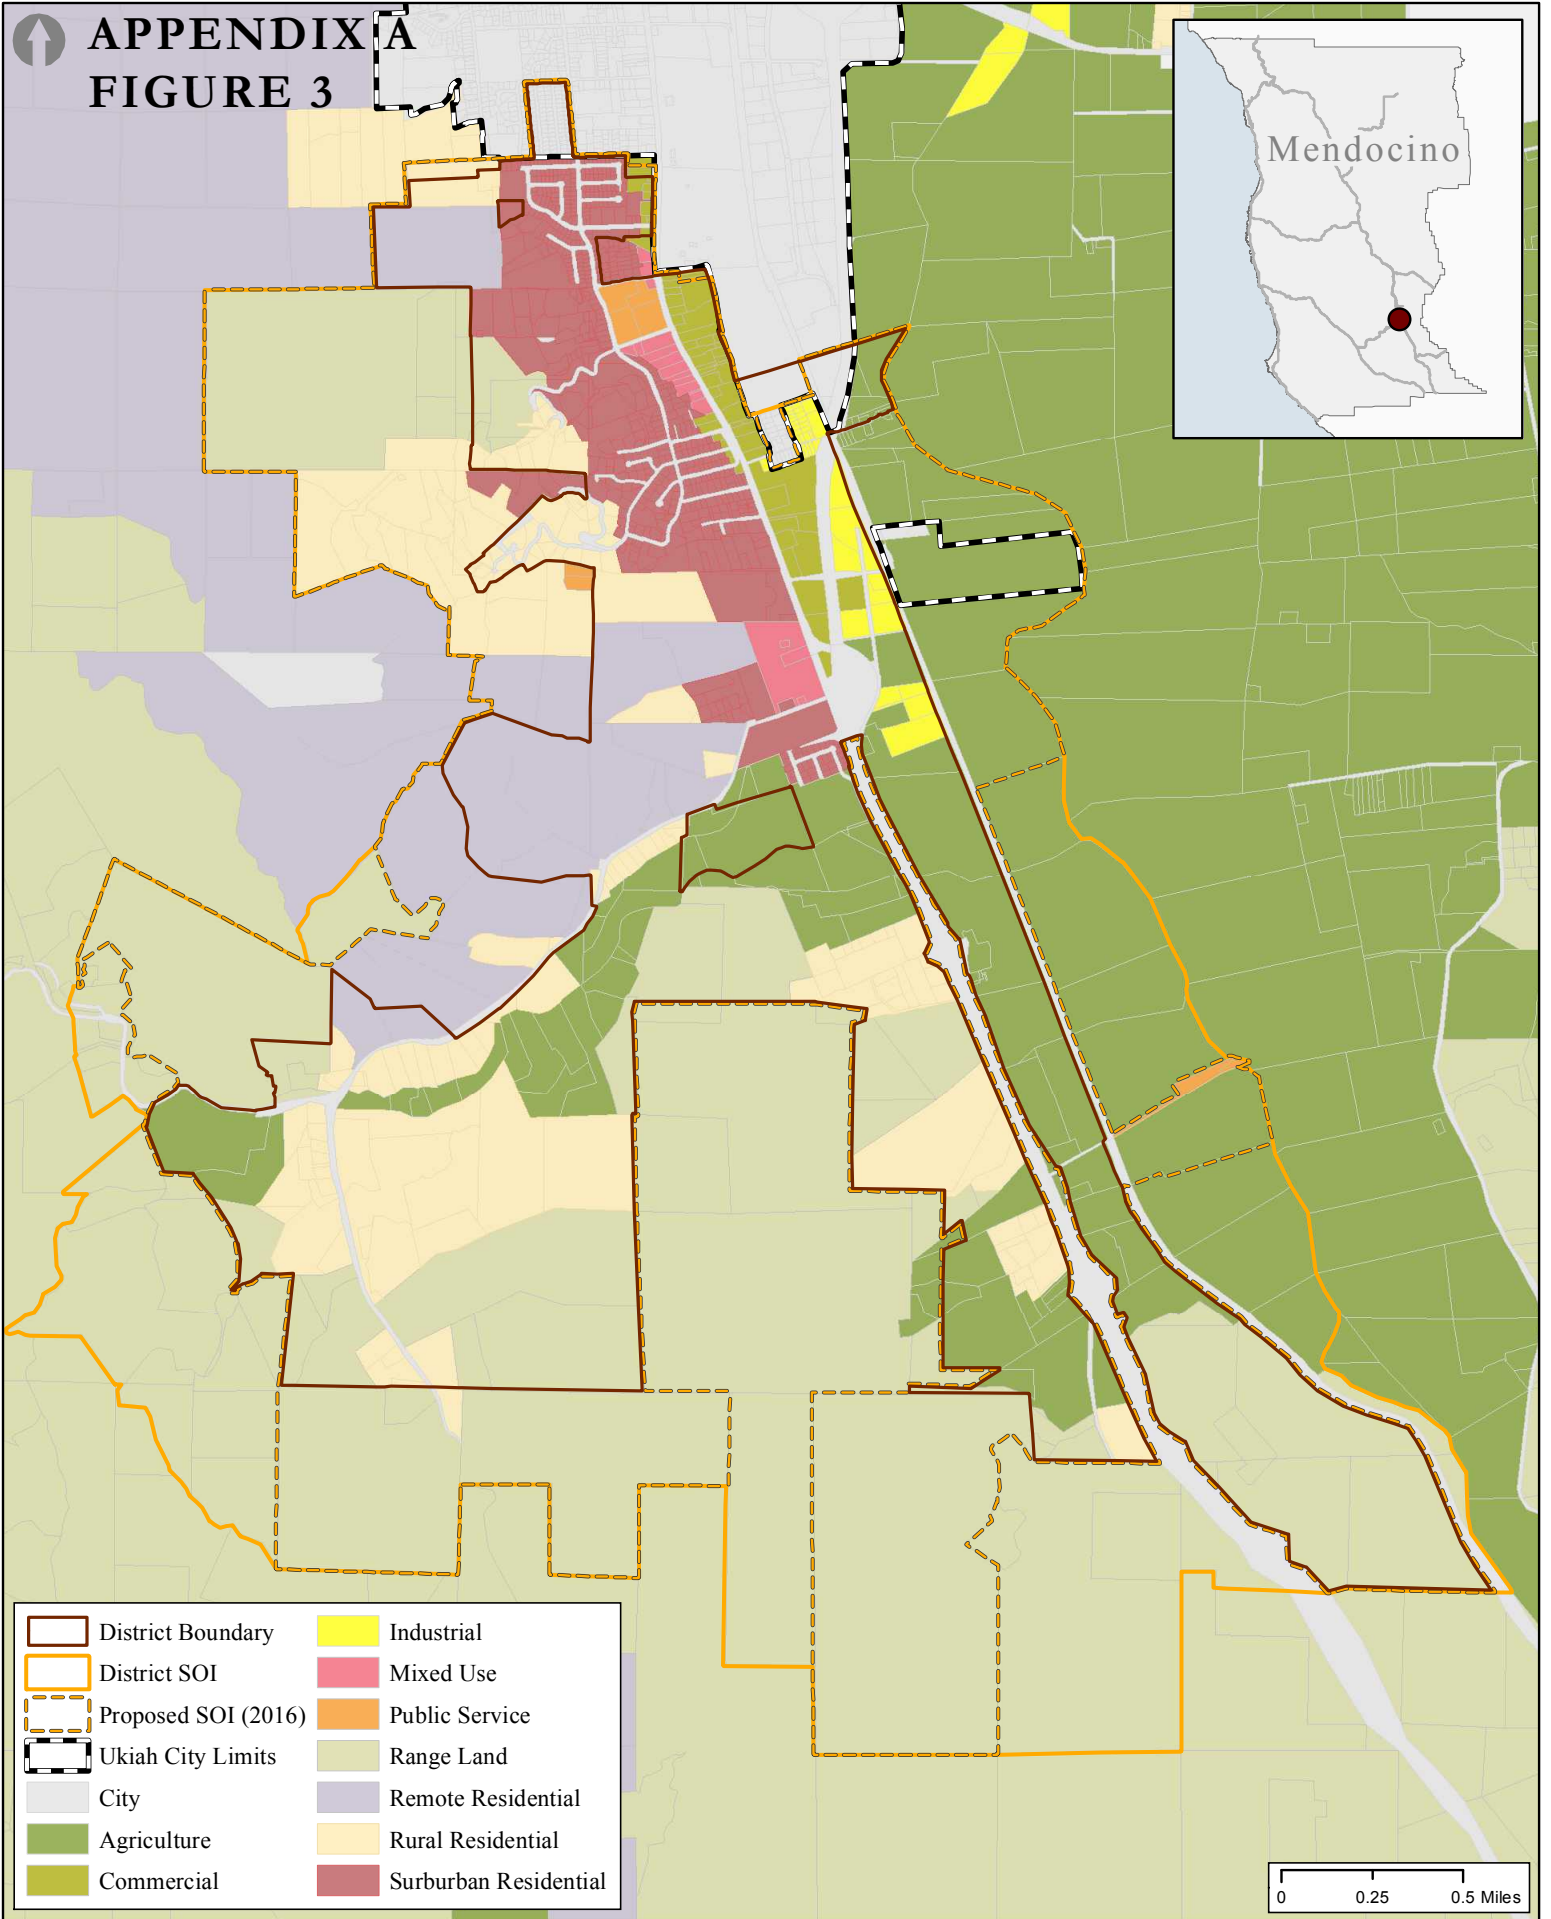 APPENDIX A
FIGURE 3
Mendocino
District Boundary
District SOI
Proposed SOI (2016)
Ukiah City Limits
City
Agriculture
Commercial
Industrial
Mixed Use
Public Service
Range Land
Remote Residential
Rural Residential
Surburban Residential
0 0.25 0.5 Miles